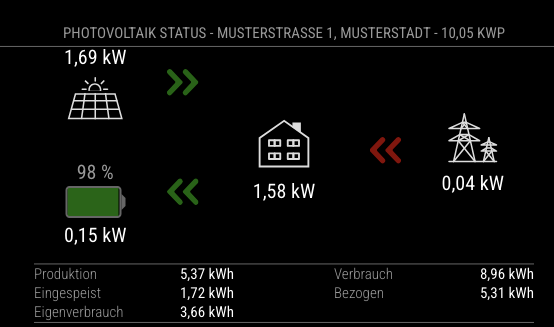 PHOTOVOLTAIK STATUS - MUSTERSTRASSE 1, MUSTERSTADT - 10,05 KWP
1,69 kW
98 %
1,58 kW
0,04 kW
0,15 kW
Produktion 5,37 kWh Verbrauch 8,96 kWh
Eingespeist 1,72 kWh Bezogen 5,31 kWh
Eigenverbrauch 3,66 kWh